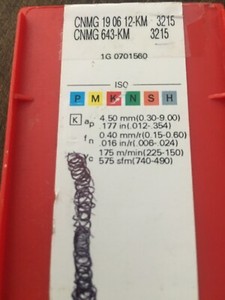 CNMG 19 06 12-KM 3215
CNMG 643-KM 3215
1G 0701560
ISO
P M K N S H
K ap 4.50 mm(0.30-9.00)
.177 in(.012-.354)
fn 0.40 mm/r(0.15-0.60)
.016 in/r(.006-.024)
vc 175 m/min(225-150)
575 sfm(740-490)